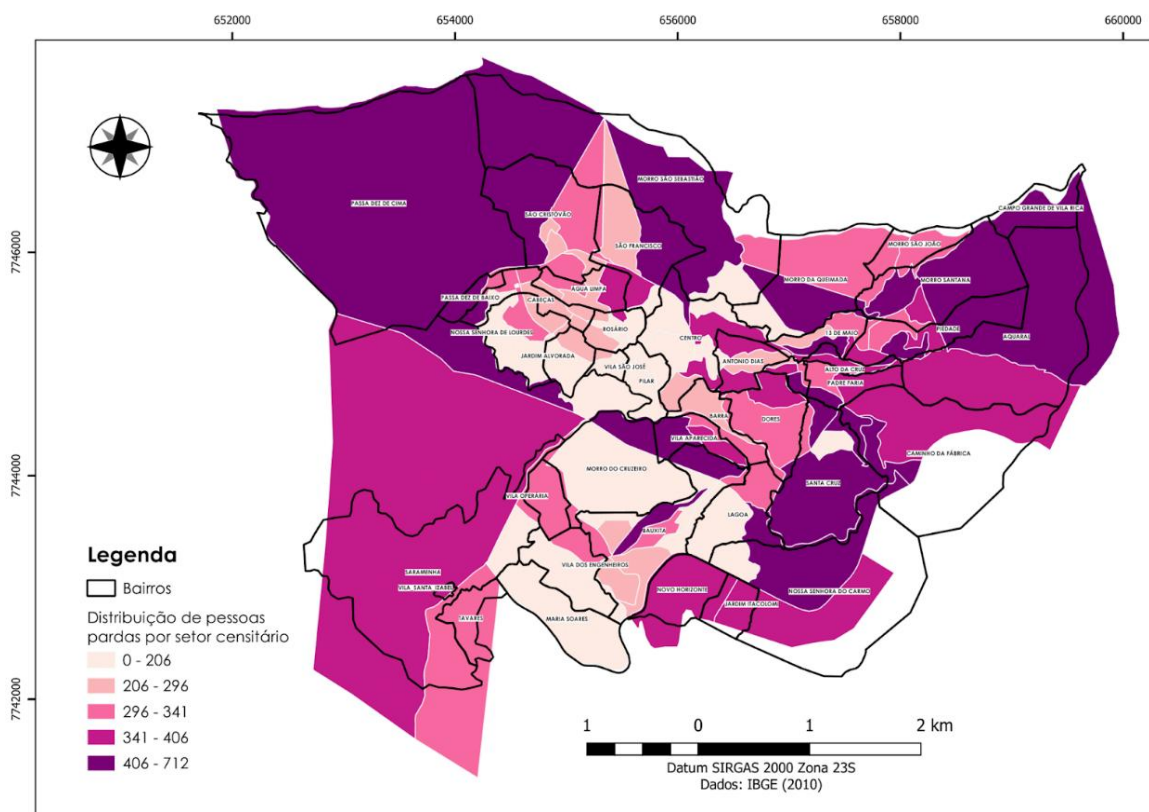 652000
654000
656000
658000
660000
7746000
7744000
7742000
MORRO SÃO SEBASTIÃO
PASSA DEZ DE CIMA
CAMPO GRANDE DE VILA RICA
SÃO CRISTOVÃO
SÃO FRANCISCO
MORRO SÃO JOÃO
MORRO DA QUEIMADA
MORRO SANTANA
ÁGUA LIMPA
PASSA DEZ DE BAIXO
CABEÇAS
NOSSA SENHORA DE LOURDES
ROSÁRIO
CENTRO
13 DE MAIO
PIEDADE
AQUARAL
JARDIM ALVORADA
VILA SÃO JOSÉ
ANTONIO DIAS
ALTO DA CRUZ
PADRE FARIA
PILAR
BARRA
DORES
VILA APARECIDA
CAMINHO DA FÁBRICA
MORRO DO CRUZEIRO
SANTA CRUZ
VILA OPERÁRIA
LAGOA
BAUXITA
VILA DOS ENGENHEIROS
SARAMENHA
VILA SANTA ISABEL
NOVO HORIZONTE
NOSSA SENHORA DO CARMO
JARDIM ITACOLOMI
TAVARES
MARIA SOARES
Legenda
Bairros
Distribuição de pessoas
pardas por setor censitário
0 - 206
206 - 296
296 - 341
341 - 406
406 - 712
1 0 1 2 km
Datum SIRGAS 2000 Zona 23S
Dados: IBGE (2010)